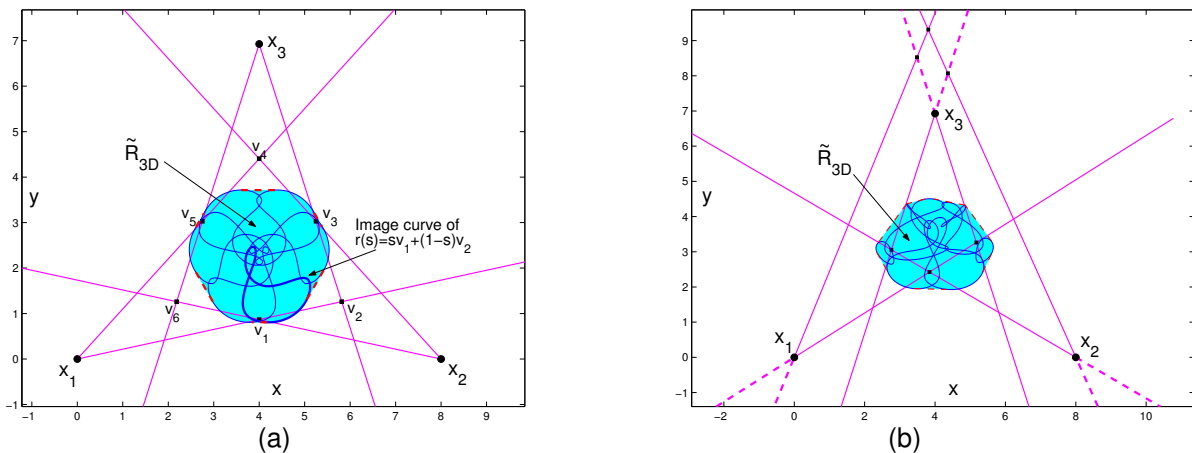 7
6
5
4
3
2
1
0
−1
−1 0 1 2 3 4 5 6 7 8 9
y
x
x3
x1
x2
R̃3D
v4
v5
v3
v6
v2
v1
Image curve of
r(s)=sv1+(1−s)v2
(a)
9
8
7
6
5
4
3
2
1
0
−1
−2 0 2 4 6 8 10
y
x
x3
x1
x2
R̃3D
(b)